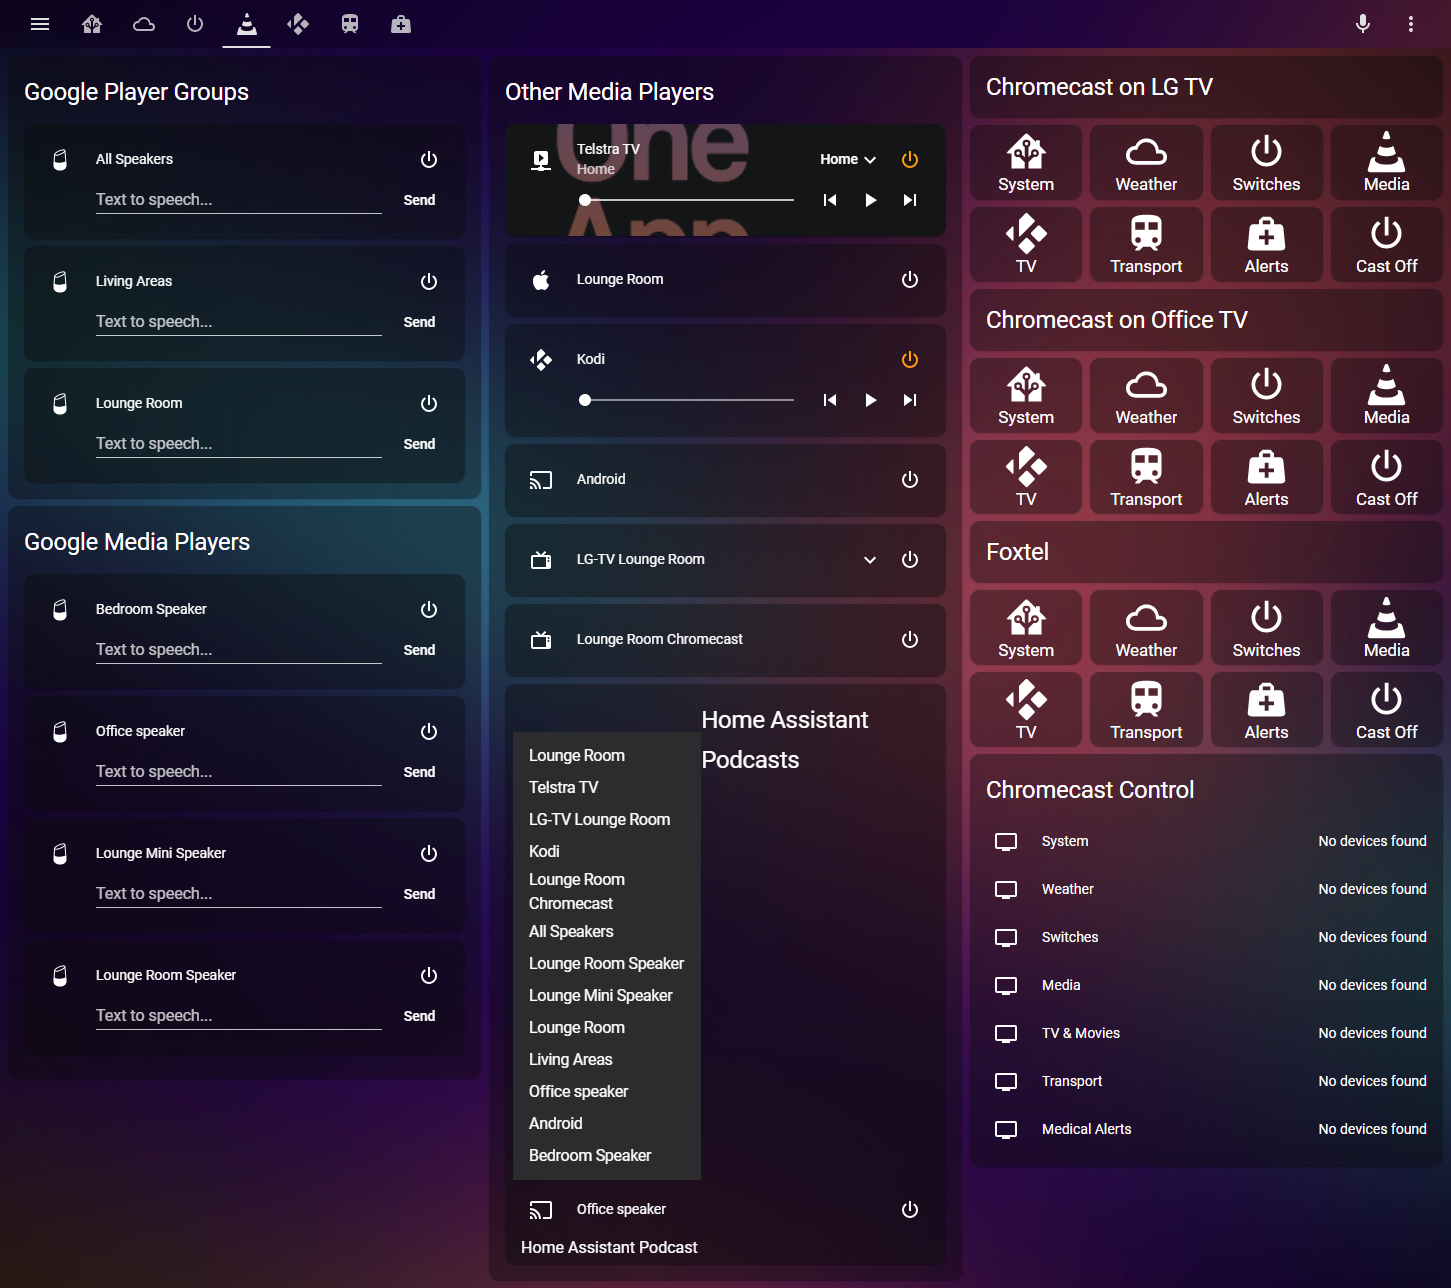 Google Player Groups
All Speakers
Text to speech...
Send
Living Areas
Text to speech...
Send
Lounge Room
Text to speech...
Send
Google Media Players
Bedroom Speaker
Text to speech...
Send
Office speaker
Text to speech...
Send
Lounge Mini Speaker
Text to speech...
Send
Lounge Room Speaker
Text to speech...
Send
Other Media Players
One
App
Telstra TV
Home
Home
Lounge Room
Kodi
Android
LG-TV Lounge Room
Lounge Room Chromecast
Home Assistant
Podcasts
Lounge Room
Telstra TV
LG-TV Lounge Room
Kodi
Lounge Room
Chromecast
All Speakers
Lounge Room Speaker
Lounge Mini Speaker
Lounge Room
Living Areas
Office speaker
Android
Bedroom Speaker
Office speaker
Home Assistant Podcast
Chromecast on LG TV
System
Weather
Switches
Media
TV
Transport
Alerts
Cast Off
Chromecast on Office TV
System
Weather
Switches
Media
TV
Transport
Alerts
Cast Off
Foxtel
System
Weather
Switches
Media
TV
Transport
Alerts
Cast Off
Chromecast Control
System
No devices found
Weather
No devices found
Switches
No devices found
Media
No devices found
TV & Movies
No devices found
Transport
No devices found
Medical Alerts
No devices found